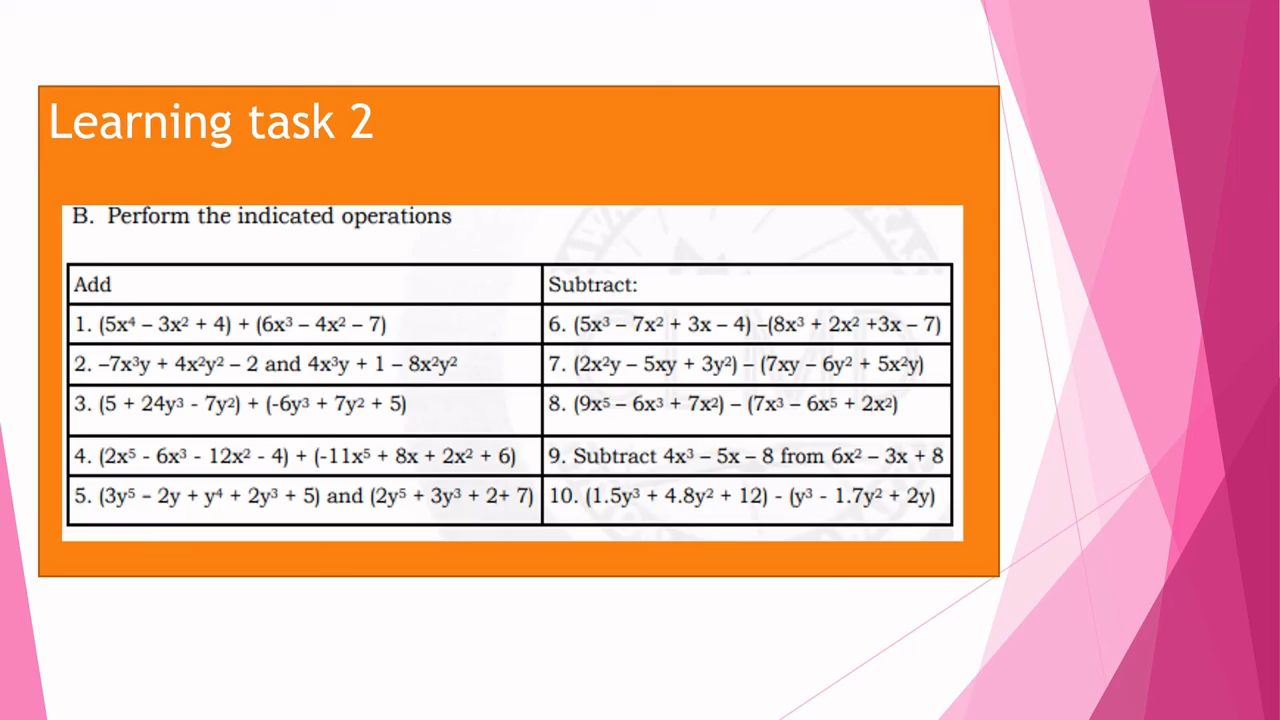 Learning task 2
B. Perform the indicated operations
Add
Subtract:
1. (5x⁴ – 3x² + 4) + (6x³ – 4x² – 7)
6. (5x³ – 7x² + 3x – 4) –(8x³ + 2x² +3x – 7)
2. –7x³y + 4x²y² – 2 and 4x³y + 1 – 8x²y²
7. (2x²y – 5xy + 3y²) – (7xy – 6y² + 5x²y)
3. (5 + 24y³ - 7y²) + (-6y³ + 7y² + 5)
8. (9x⁵ – 6x³ + 7x²) – (7x³ – 6x⁵ + 2x²)
4. (2x⁵ - 6x³ - 12x² - 4) + (-11x⁵ + 8x + 2x² + 6)
9. Subtract 4x³ – 5x – 8 from 6x² – 3x + 8
5. (3y⁵ – 2y + y⁴ + 2y³ + 5) and (2y⁵ + 3y³ + 2+ 7)
10. (1.5y³ + 4.8y² + 12) - (y³ - 1.7y² + 2y)